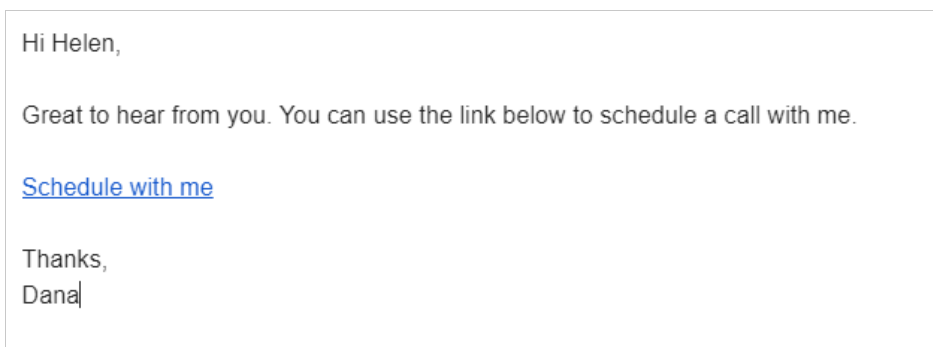 Hi Helen,
Great to hear from you. You can use the link below to schedule a call with me.
Schedule with me
Thanks,
Dana